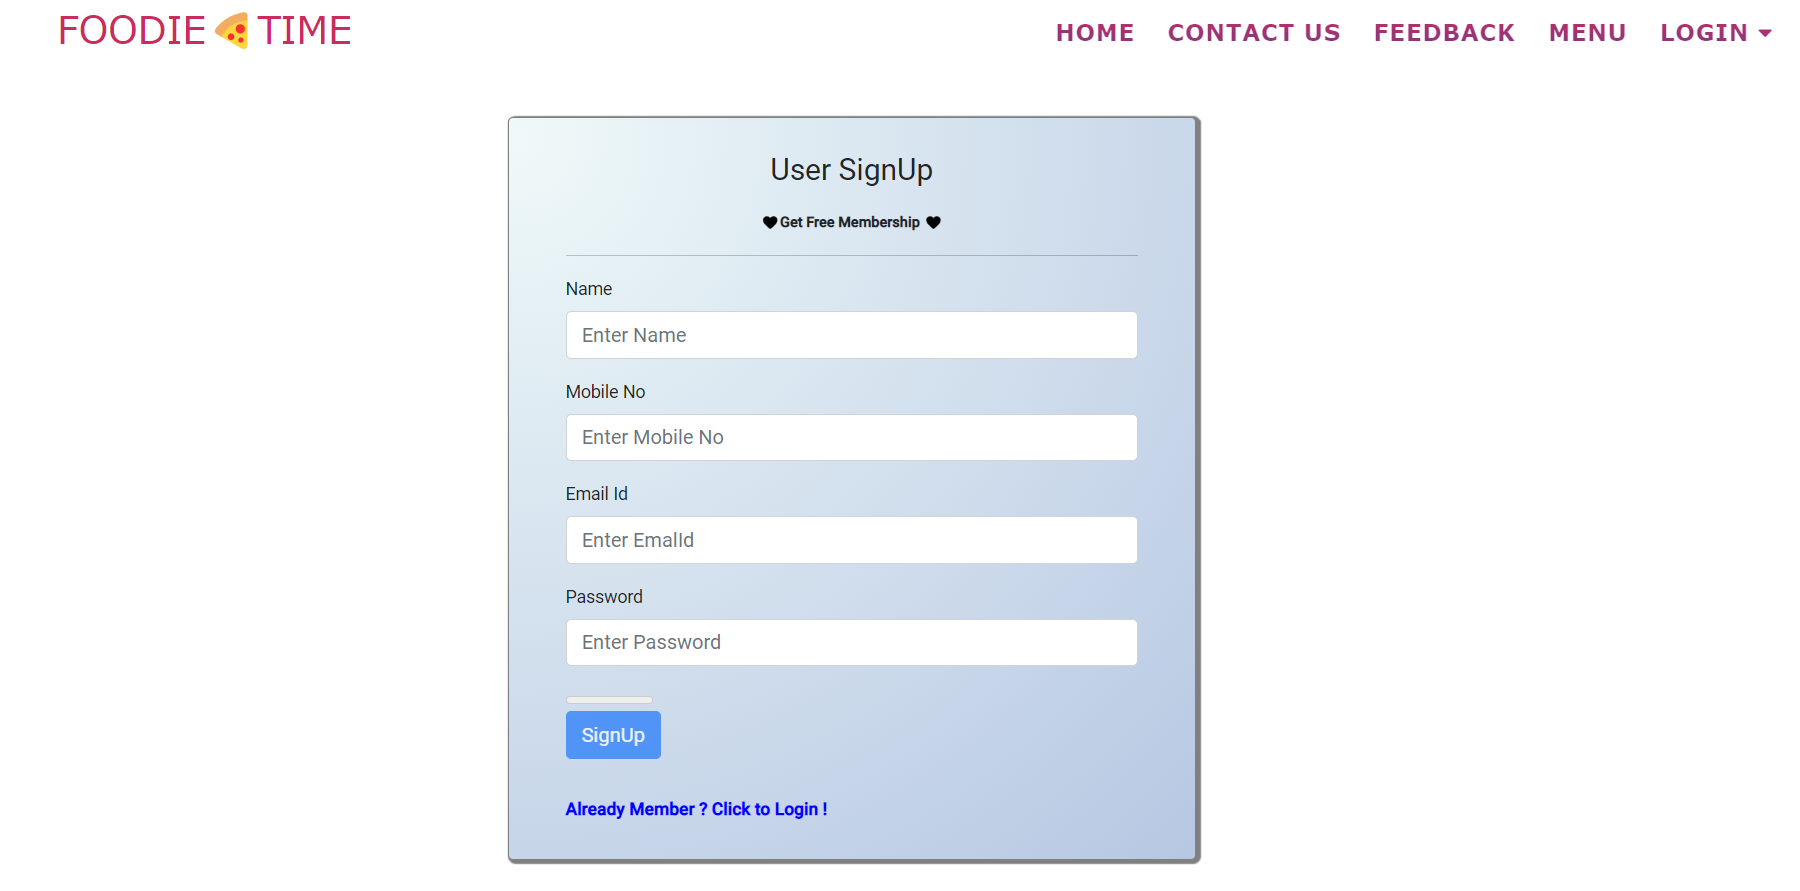 FOODIE TIME
HOME CONTACT US FEEDBACK MENU LOGIN
User SignUp
Get Free Membership
Name
Enter Name
Mobile No
Enter Mobile No
Email Id
Enter EmalId
Password
Enter Password
SignUp
Already Member ? Click to Login !